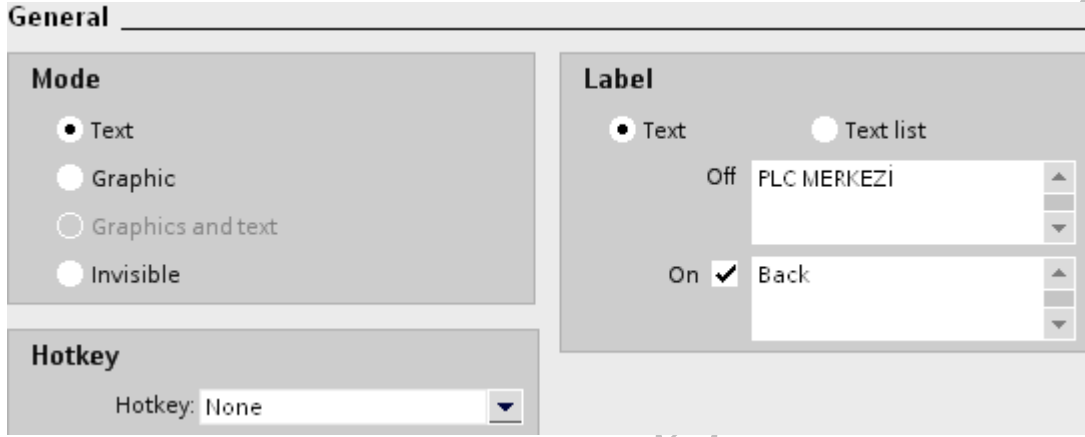 General
Mode
Text
Graphic
Graphics and text
Invisible
Label
Text Text list
Off PLC MERKEZİ
On Back
Hotkey
Hotkey: None